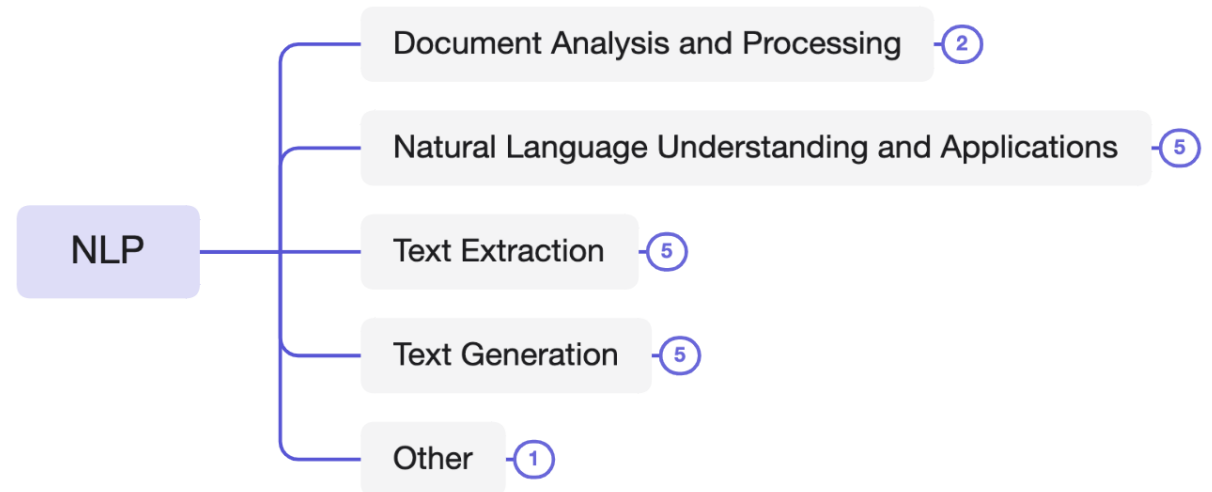 Document Analysis and Processing 2
Natural Language Understanding and Applications 5
NLP
Text Extraction 5
Text Generation 5
Other 1